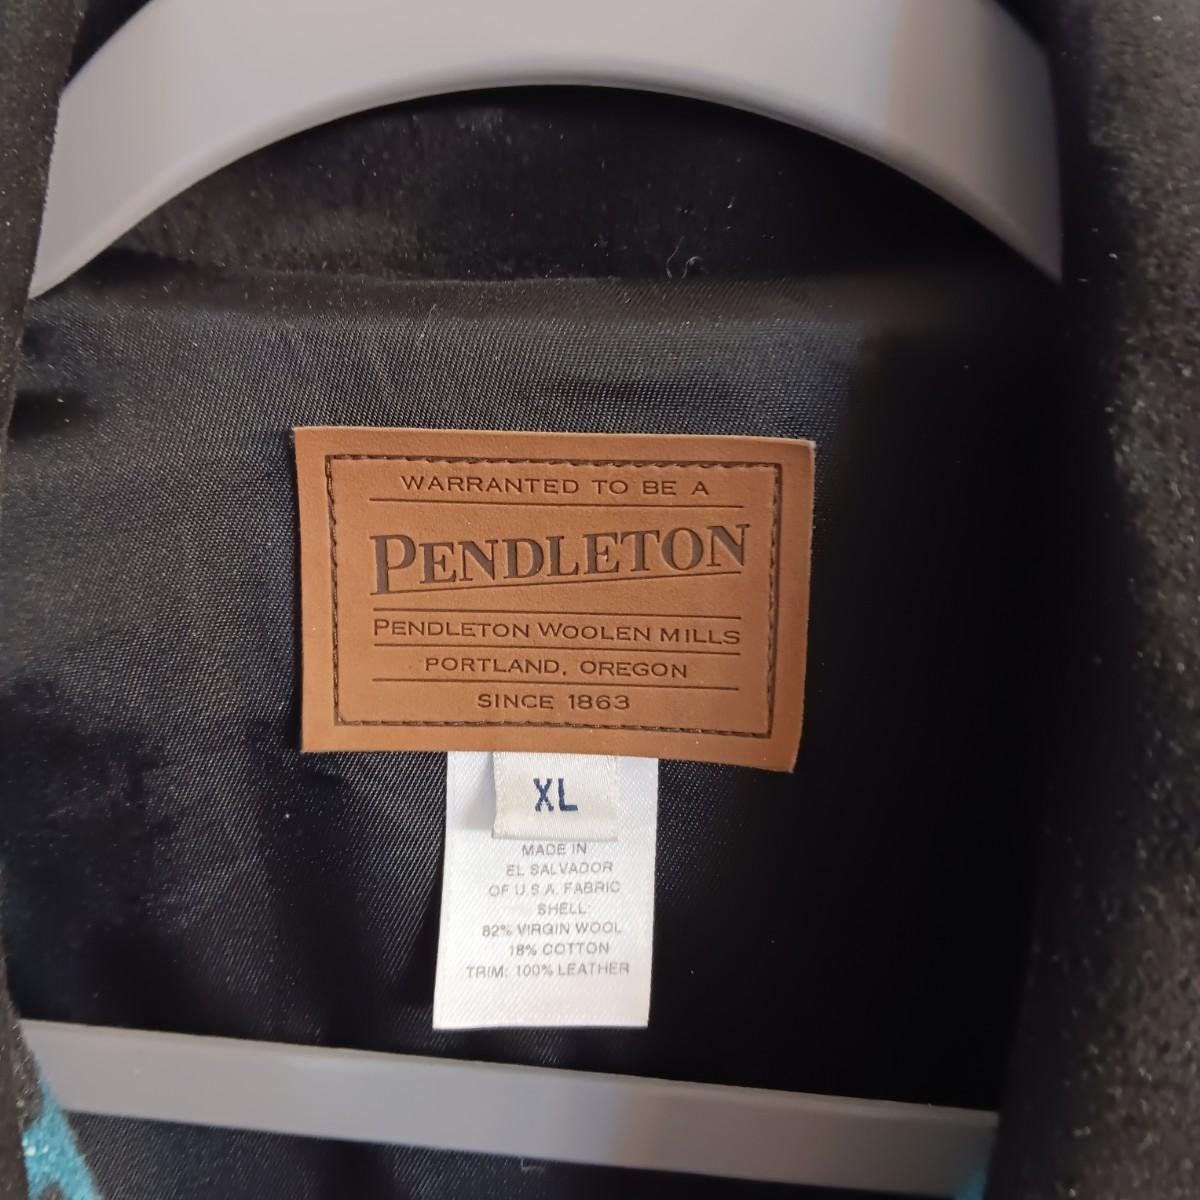 WARRANTED TO BE A
PENDLETON
PENDLETON WOOLEN MILLS
PORTLAND, OREGON
SINCE 1863
XL
MADE IN
EL SALVADOR
OF U.S.A. FABRIC
SHELL:
82% VIRGIN WOOL
18% COTTON
TRIM: 100% LEATHER